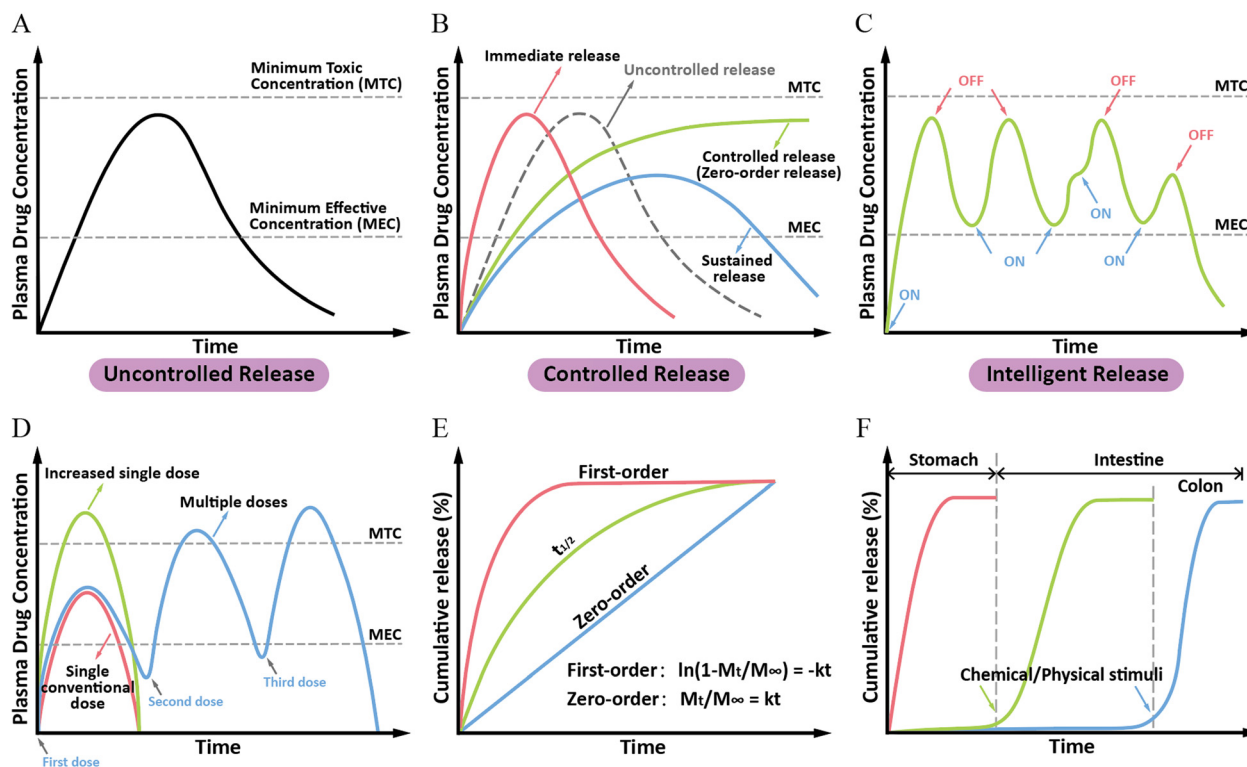 A
Plasma Drug Concentration
Minimum Toxic
Concentration (MTC)
Minimum Effective
Concentration (MEC)
Time
Uncontrolled Release
B
Plasma Drug Concentration
Immediate release
Uncontrolled release
MTC
Controlled release
(Zero-order release)
MEC
Sustained
release
Time
Controlled Release
C
Plasma Drug Concentration
OFF
OFF
MTC
OFF
ON
MEC
ON
ON
ON
Time
Intelligent Release
D
Plasma Drug Concentration
Increased single dose
Multiple doses
MTC
MEC
Single
conventional
dose
Second dose
Third dose
First dose
Time
E
Cumulative release (%)
First-order
t1/2
Zero-order
First-order: ln(1-Mt/M∞) = -kt
Zero-order: Mt/M∞ = kt
Time
F
Cumulative release (%)
Stomach
Intestine
Colon
Chemical/Physical stimuli
Time